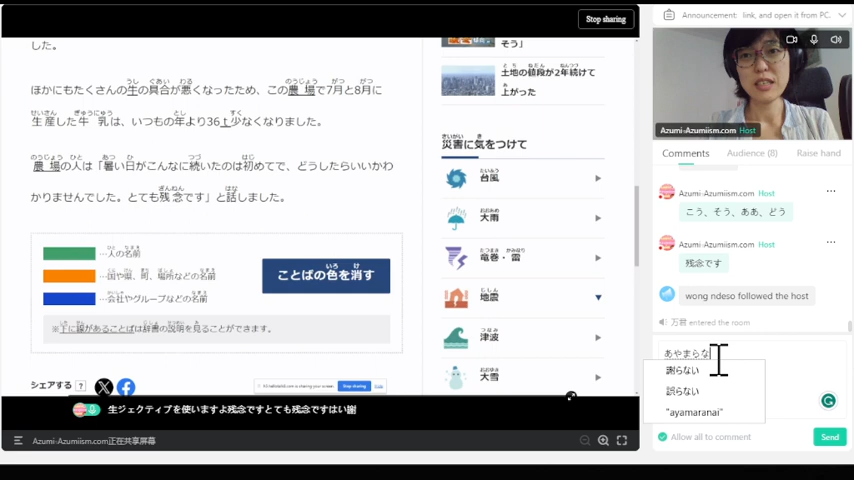 Stop sharing
した。
ほかにもたくさんの牛の具合が悪くなったため、この農場で7月と8月に
生産した牛乳は、いつもの年より36t少なくなりました。
農場の人は「暑い日がこんなに続いたのは初めてで、どうしたらいいかわ
かりませんでした。とても残念です」と話しました。
…人の名前
…国や県、町、場所などの名前
…会社やグループなどの名前
ことばの色を消す
※下に線があることばは辞書の説明を見ることができます。
シェアする ?
Stop sharing
Hide
そう」
土地の値段が2年続けて
上がった
災害に気をつけて
台風
大雨
竜巻・雷
地震
津波
大雪
生ジェクティブを使いますよ残念ですとても残念ですはい謝
Azumi-Azumiism.com正在共享屏幕
Announcement: link, and open it from PC.
Azumi-Azumiism.com Host
Comments Audience (8) Raise hand
Azumi-Azumiism.com Host
こう、そう、ああ、どう
Azumi-Azumiism.com Host
残念です
wong ndeso followed the host
万音 entered the room
あやまらな
謝らない
誤らない
"ayamaranai"
Allow all to comment
Send